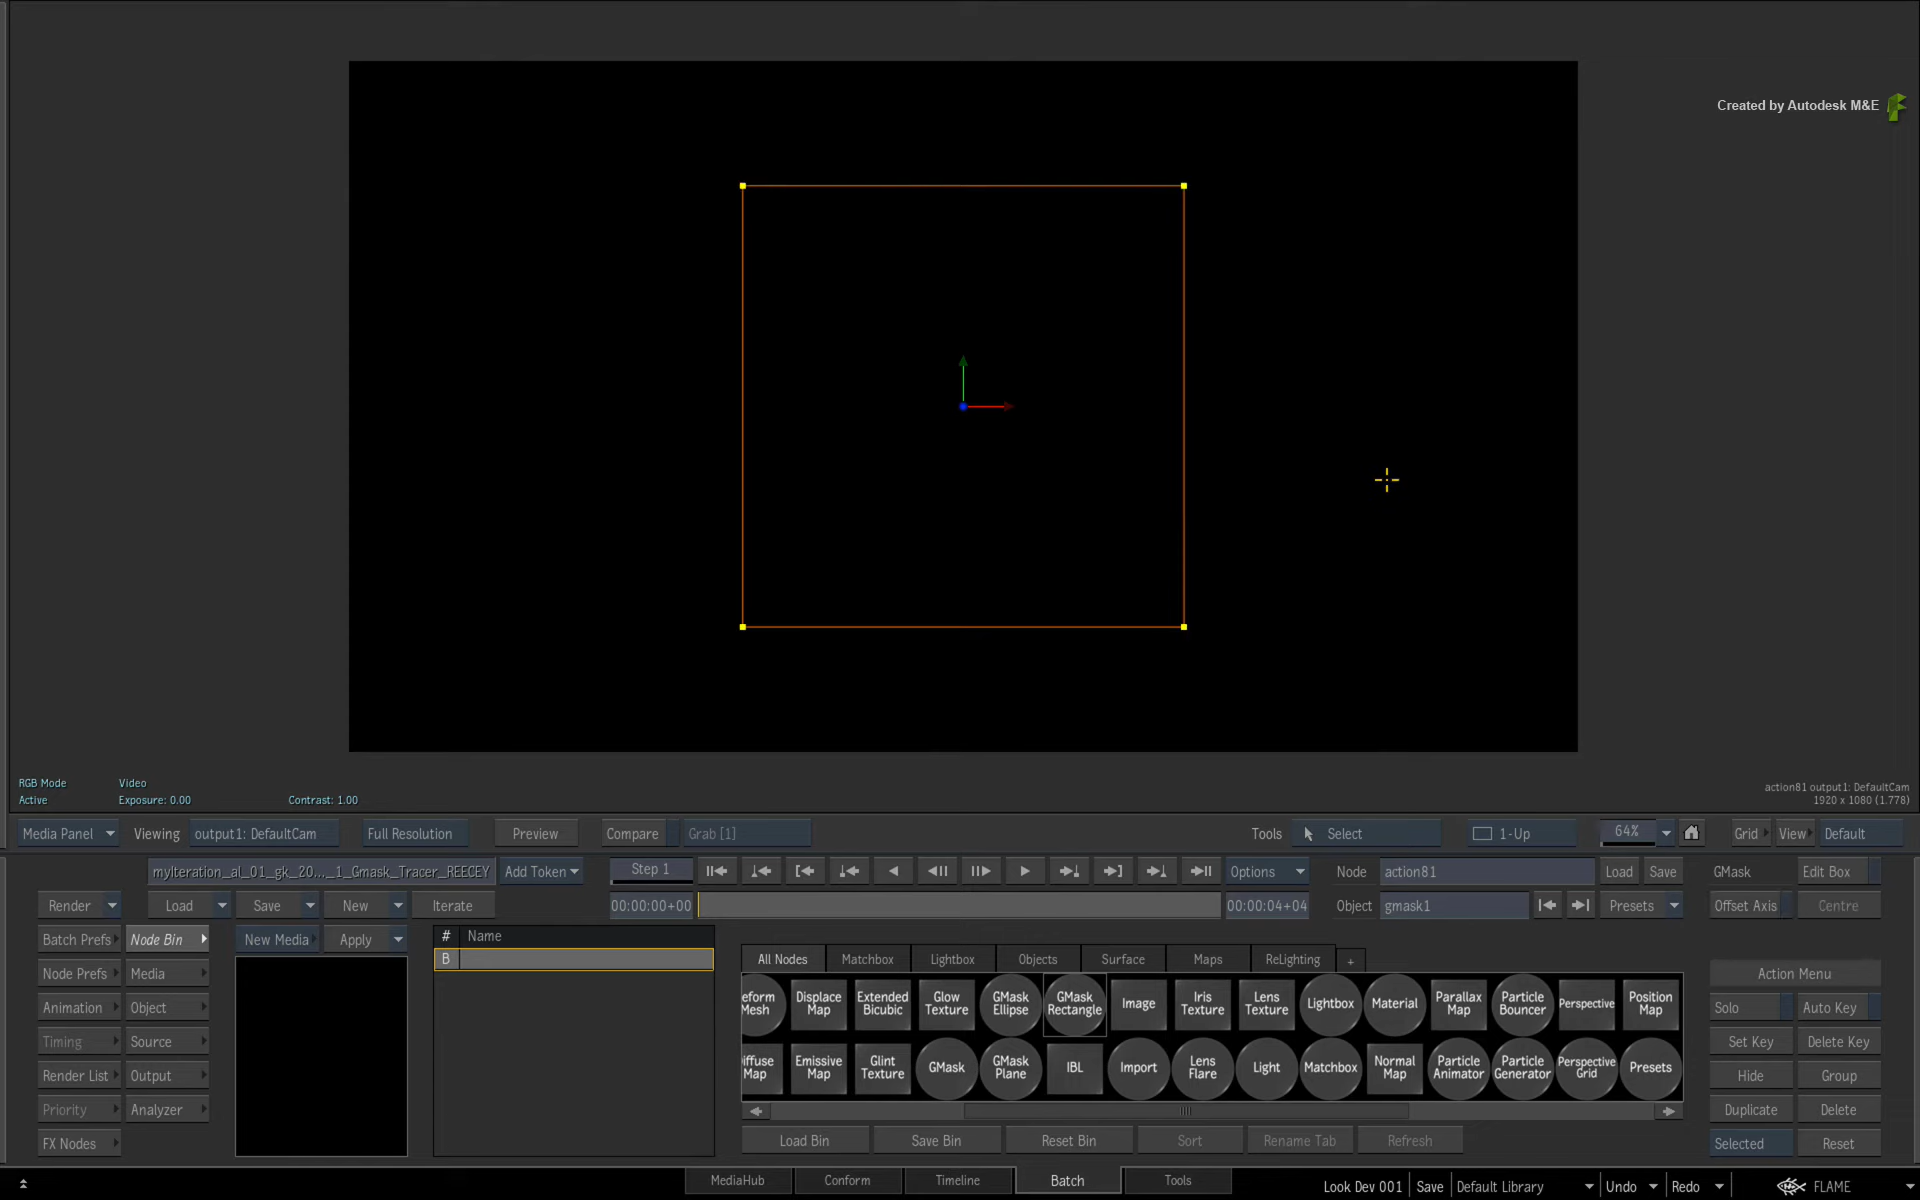 Created by Autodesk M&E
RGB Mode Video
Active Exposure: 0.00 Contrast: 1.00
action81 output1: DefaultCam
1920 x 1080 (1.778)
Media Panel Viewing output1: DefaultCam Full Resolution Preview Compare Grab [1] Tools Select 1-Up 64% Grid View Default
myIteration_al_01_gk_20..._1_Gmask_Tracer_REECEY Add Token Step 1 Options Node action81 Load Save GMask Edit Box
Render Load Save New Iterate 00:00:00+00 00:00:04+04 Object gmask1 Presets Offset Axis Centre
Batch Prefs Node Bin New Media Apply # Name
B
Node Prefs Media
Animation Object
Timing Source
Render List Output
Priority Analyzer
FX Nodes
All Nodes Matchbox Lightbox Objects Surface Maps ReLighting +
eform Mesh
Displace Map
Extended Bicubic
Glow Texture
GMask Ellipse
GMask Rectangle
Image
Iris Texture
Lens Texture
Lightbox
Material
Parallax Map
Particle Bouncer
Perspective
Position Map
iffuse Map
Emissive Map
Glint Texture
GMask
GMask Plane
IBL
Import
Lens Flare
Light
Matchbox
Normal Map
Particle Animator
Particle Generator
Perspective Grid
Presets
Load Bin Save Bin Reset Bin Sort Rename Tab Refresh
Action Menu
Solo Auto Key
Set Key Delete Key
Hide Group
Duplicate Delete
Selected Reset
MediaHub Conform Timeline Batch Tools Look Dev 001 Save Default Library Undo Redo FLAME